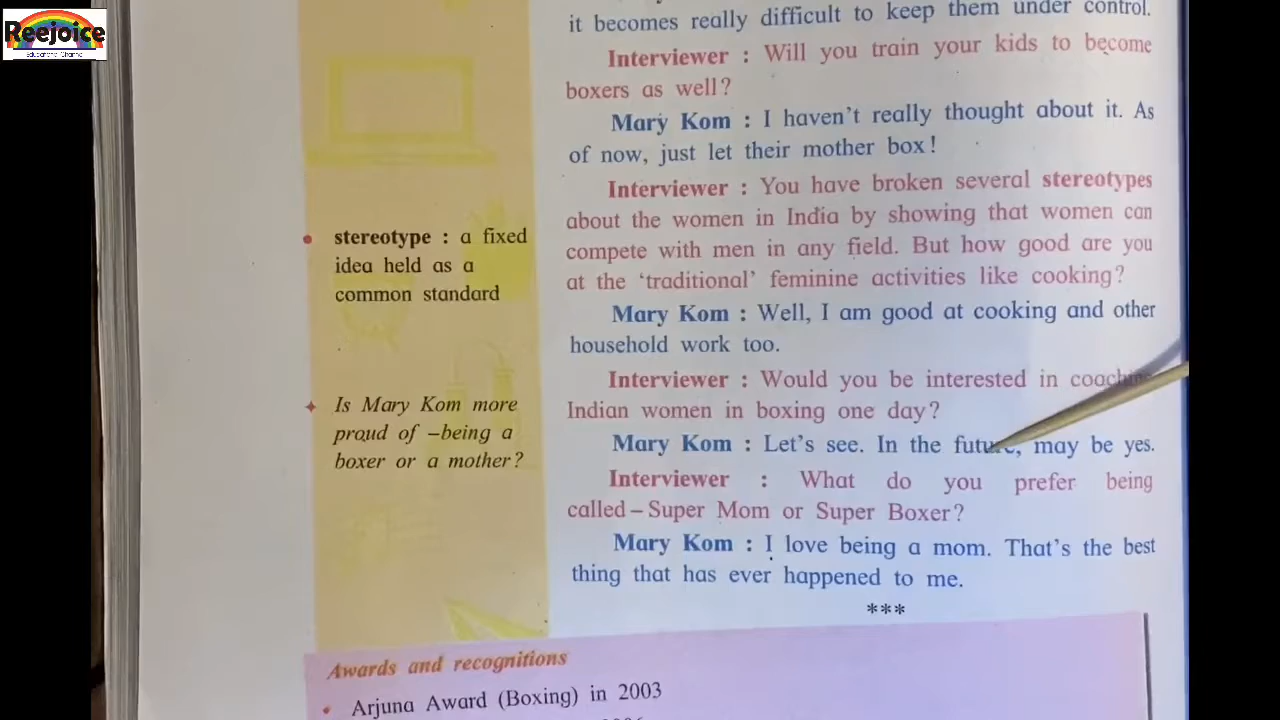 Reejoice
Educational Channel
it becomes really difficult to keep them under control.
Interviewer : Will you train your kids to become
boxers as well?
Mary Kom : I haven't really thought about it. As
of now, just let their mother box!
Interviewer : You have broken several stereotypes
about the women in India by showing that women can
compete with men in any field. But how good are you
at the 'traditional' feminine activities like cooking?
Mary Kom : Well, I am good at cooking and other
household work too.
Interviewer : Would you be interested in coaching
Indian women in boxing one day?
Mary Kom : Let's see. In the future, may be yes.
Interviewer : What do you prefer being
called – Super Mom or Super Boxer?
Mary Kom : I love being a mom. That's the best
thing that has ever happened to me.
***
• stereotype : a fixed
idea held as a
common standard
✦ Is Mary Kom more
proud of –being a
boxer or a mother?
Awards and recognitions
• Arjuna Award (Boxing) in 2003